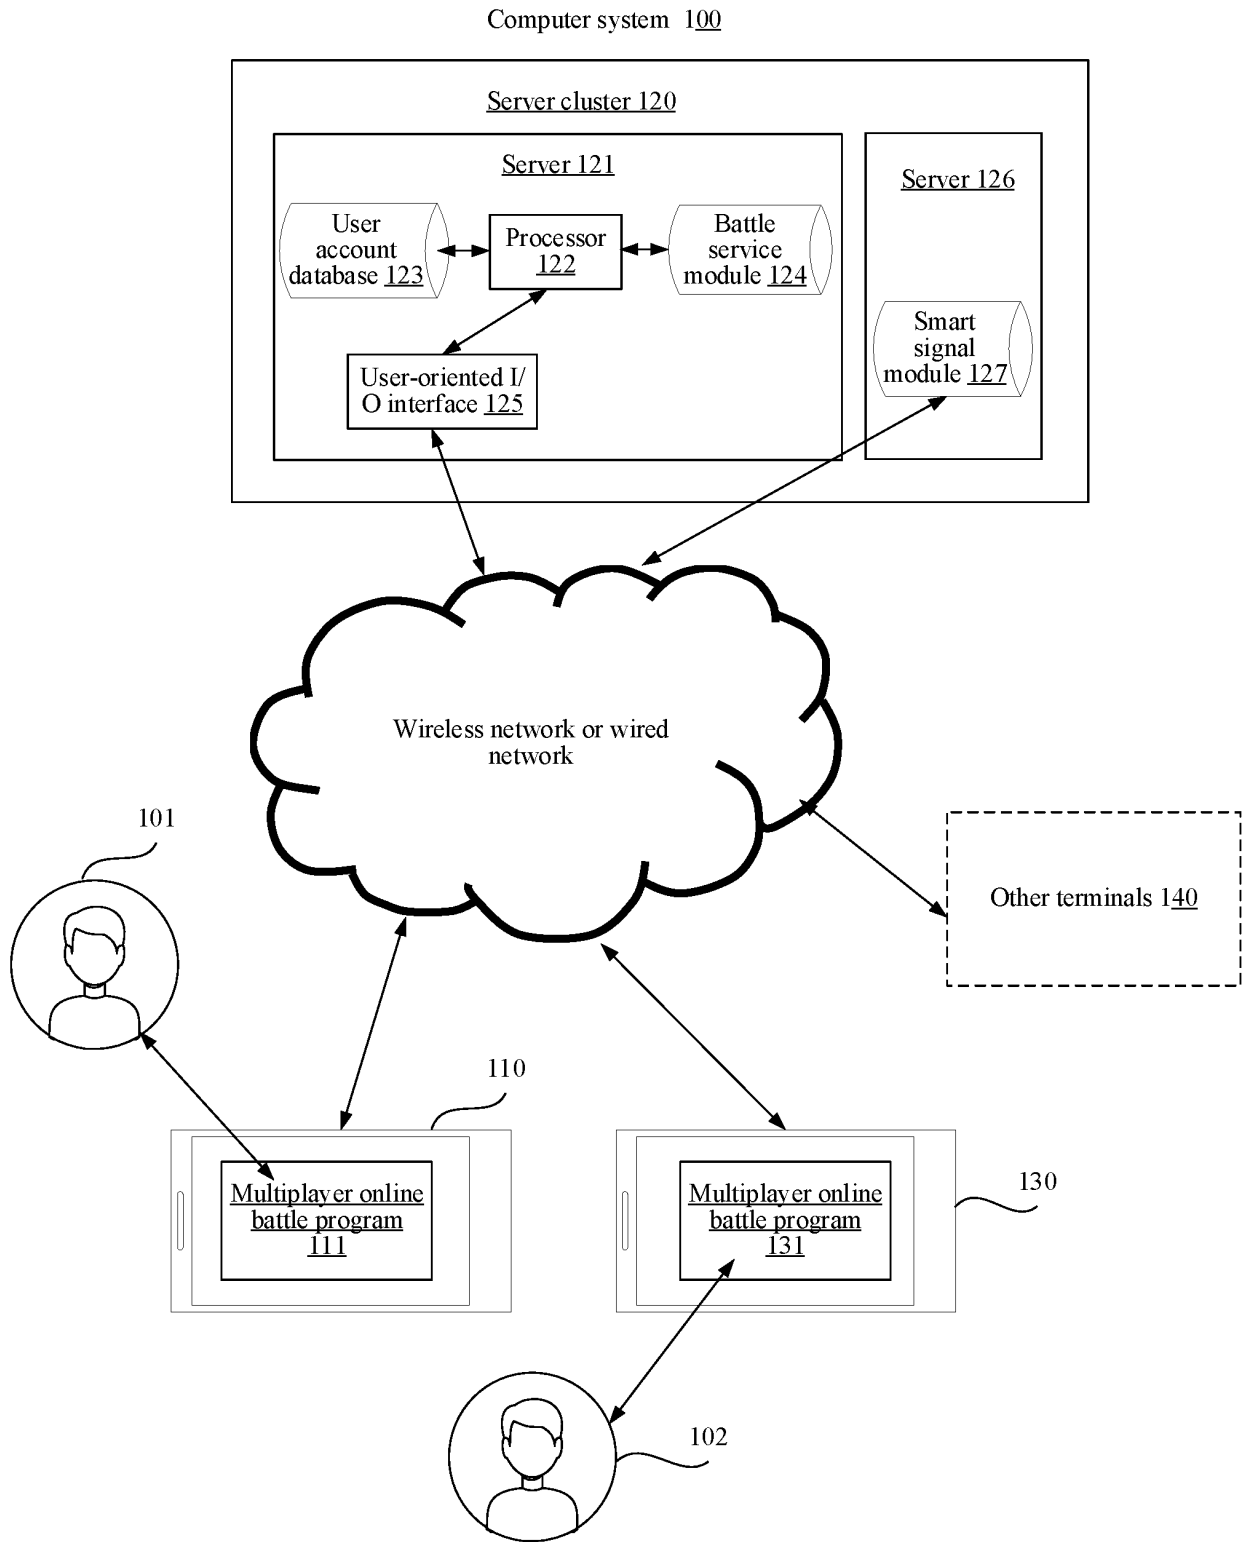 Computer system 100
Server cluster 120
Server 121
User
account
database 123
Processor
122
Battle
service
module 124
User-oriented I/
O interface 125
Server 126
Smart
signal
module 127
Wireless network or wired
network
101
Other terminals 140
110
Multiplayer online
battle program
111
130
Multiplayer online
battle program
131
102